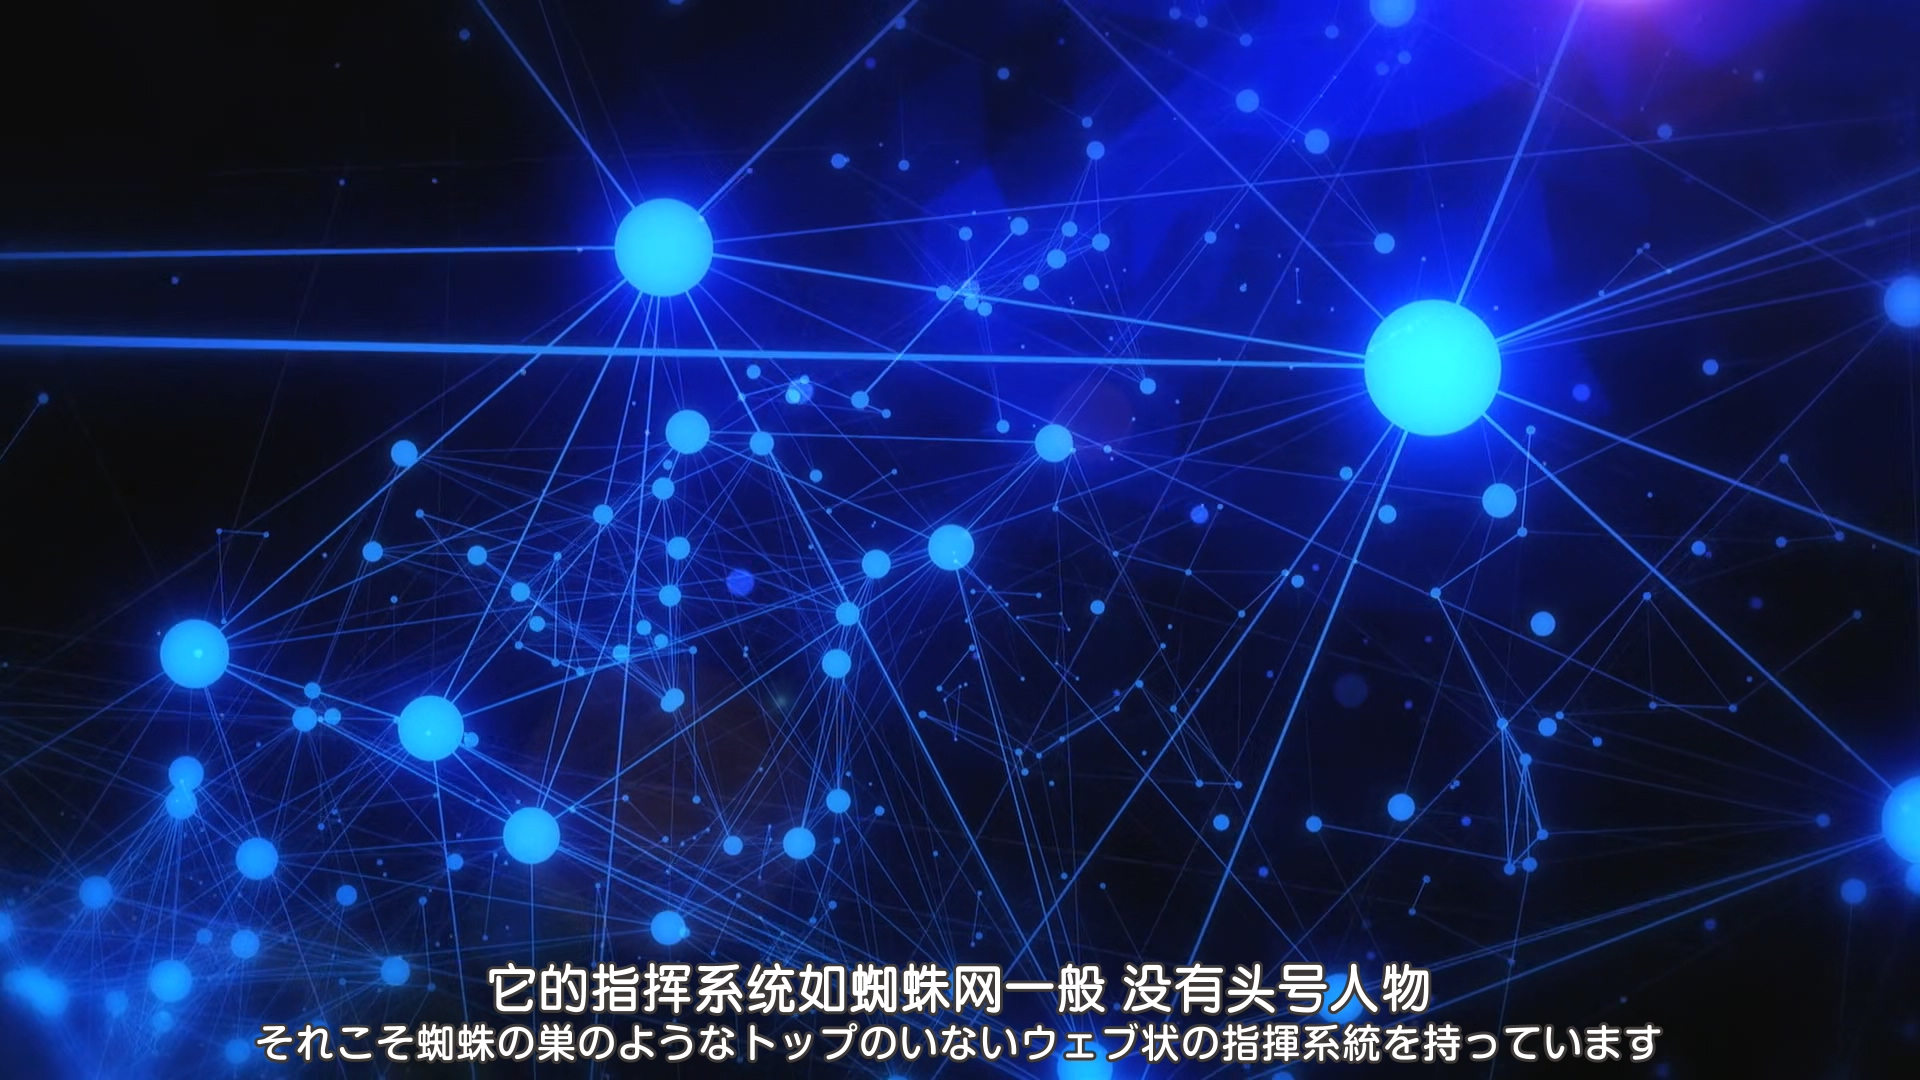 它的指挥系统如蜘蛛网一般 没有头号人物
それこそ蜘蛛の巣のようなトップのいないウェブ状の指揮系統を持っています